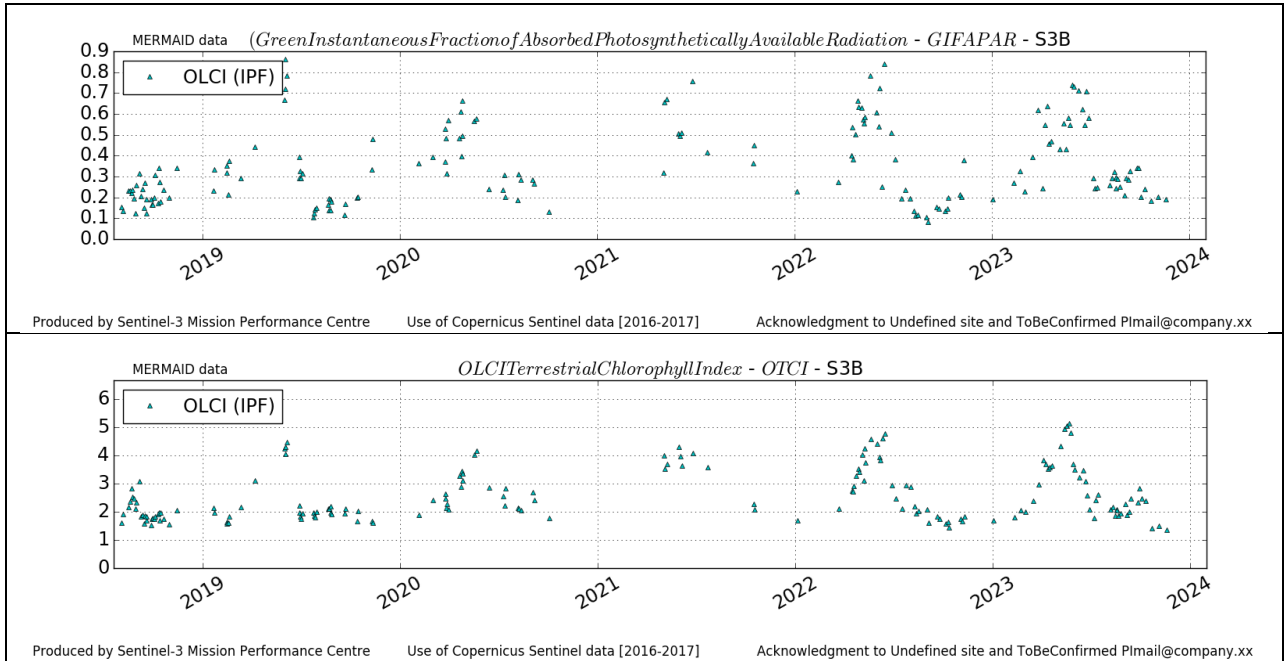 MERMAID data (GreenInstantaneousFractionofAbsorbedPhotosyntheticallyAvailableRadiation - GIFAPAR - S3B
0.9
0.8
0.7
0.6
0.5
0.4
0.3
0.2
0.1
0.0
OLCI (IPF)
2019 2020 2021 2022 2023 2024
Produced by Sentinel-3 Mission Performance Centre Use of Copernicus Sentinel data [2016-2017] Acknowledgment to Undefined site and ToBeConfirmed PImail@company.xx
MERMAID data OLCITerrestrialChlorophyllIndex - OTCI - S3B
6
5
4
3
2
1
0
OLCI (IPF)
2019 2020 2021 2022 2023 2024
Produced by Sentinel-3 Mission Performance Centre Use of Copernicus Sentinel data [2016-2017] Acknowledgment to Undefined site and ToBeConfirmed PImail@company.xx